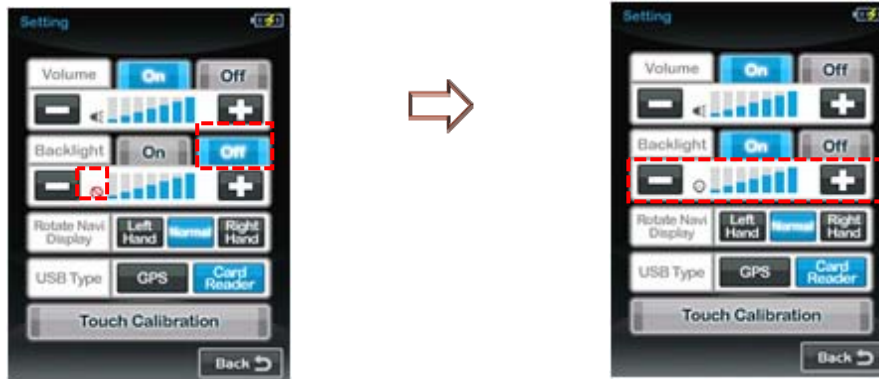 Setting
Volume On Off
Backlight On Off
Rotate Navi Display Left Hand Normal Right Hand
USB Type GPS Card Reader
Touch Calibration
Back
Setting
Volume On Off
Backlight On Off
Rotate Navi Display Left Hand Normal Right Hand
USB Type GPS Card Reader
Touch Calibration
Back